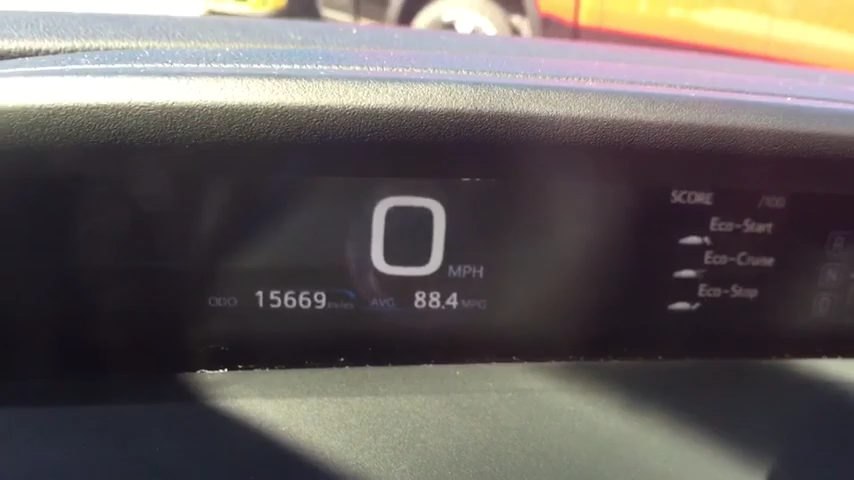 0 MPH
ODO 15669 miles AVG 88.4 MPG
SCORE /100
Eco-Start
Eco-Cruise
Eco-Stop
R
N
D